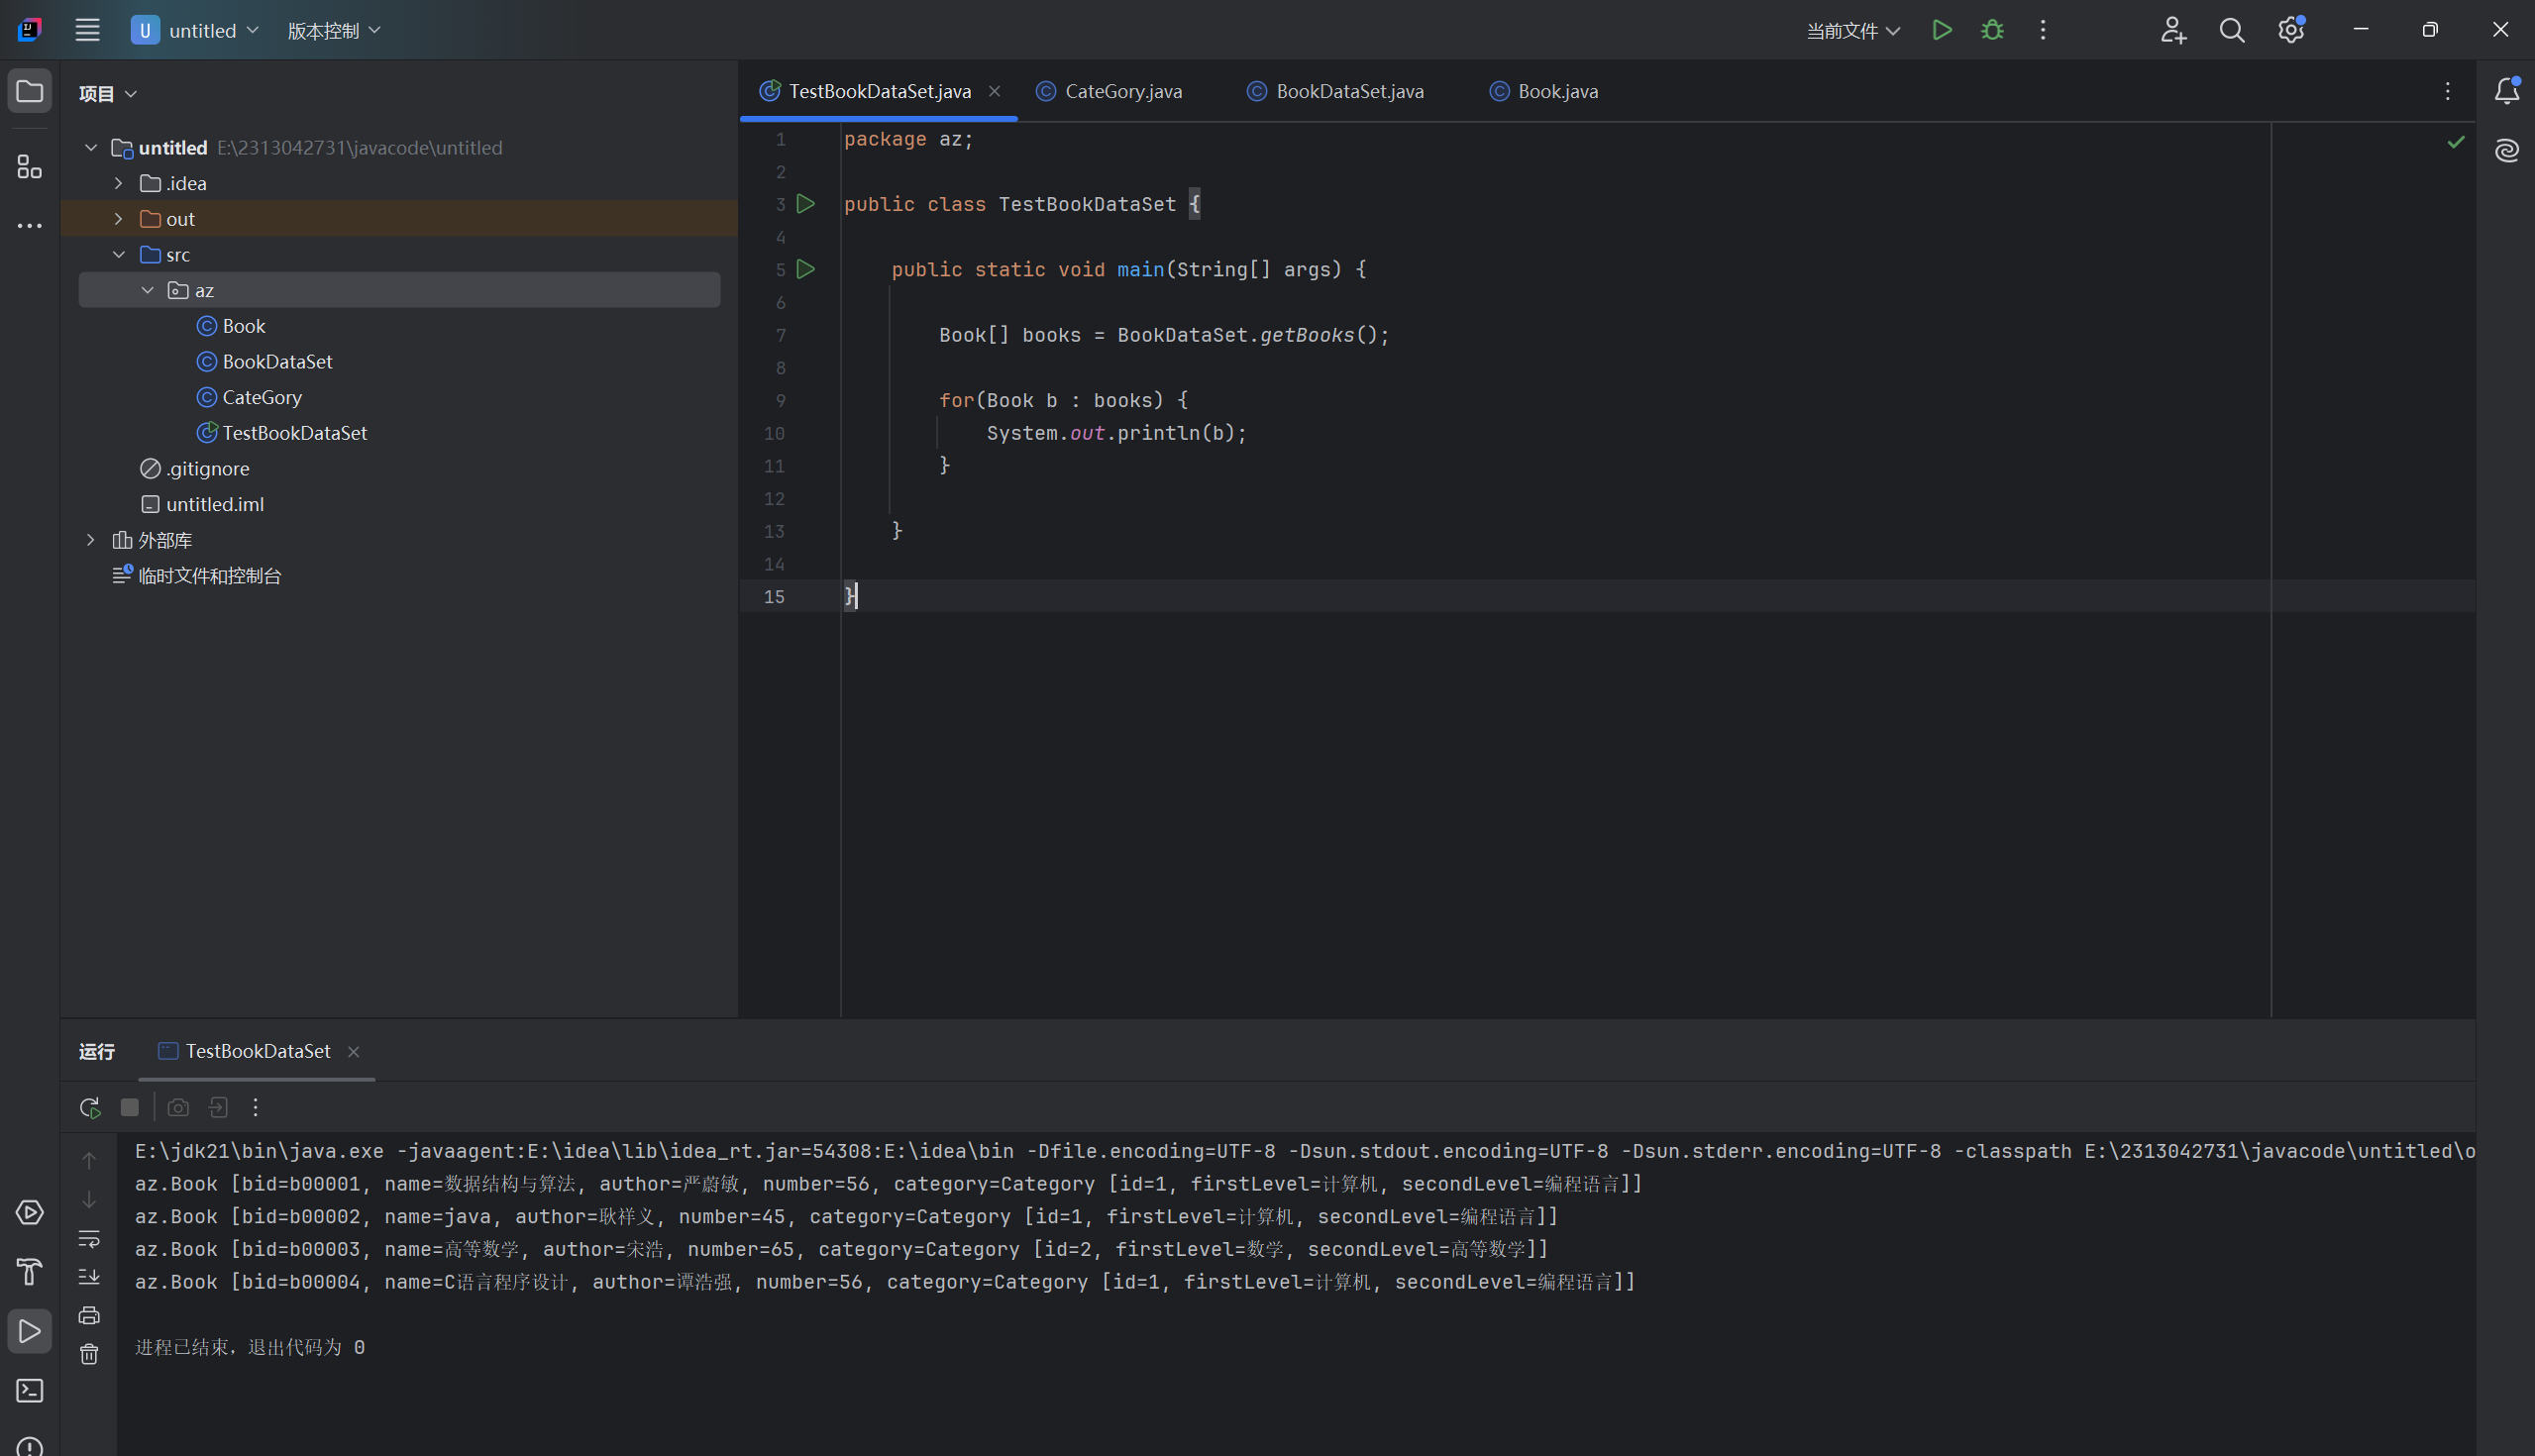 U untitled 版本控制 当前文件
项目
untitled E:\2313042731\javacode\untitled
.idea
out
src
az
Book
BookDataSet
CateGory
TestBookDataSet
.gitignore
untitled.iml
外部库
临时文件和控制台
TestBookDataSet.java CateGory.java BookDataSet.java Book.java
1 package az;
2
3 public class TestBookDataSet {
4
5 public static void main(String[] args) {
6
7 Book[] books = BookDataSet.getBooks();
8
9 for(Book b : books) {
10 System.out.println(b);
11 }
12
13 }
14
15 }
运行 TestBookDataSet
E:\jdk21\bin\java.exe -javaagent:E:\idea\lib\idea_rt.jar=54308:E:\idea\bin -Dfile.encoding=UTF-8 -Dsun.stdout.encoding=UTF-8 -Dsun.stderr.encoding=UTF-8 -classpath E:\2313042731\javacode\untitled\o
az.Book [bid=b00001, name=数据结构与算法, author=严蔚敏, number=56, category=Category [id=1, firstLevel=计算机, secondLevel=编程语言]]
az.Book [bid=b00002, name=java, author=耿祥义, number=45, category=Category [id=1, firstLevel=计算机, secondLevel=编程语言]]
az.Book [bid=b00003, name=高等数学, author=宋浩, number=65, category=Category [id=2, firstLevel=数学, secondLevel=高等数学]]
az.Book [bid=b00004, name=C语言程序设计, author=谭浩强, number=56, category=Category [id=1, firstLevel=计算机, secondLevel=编程语言]]
进程已结束，退出代码为 0